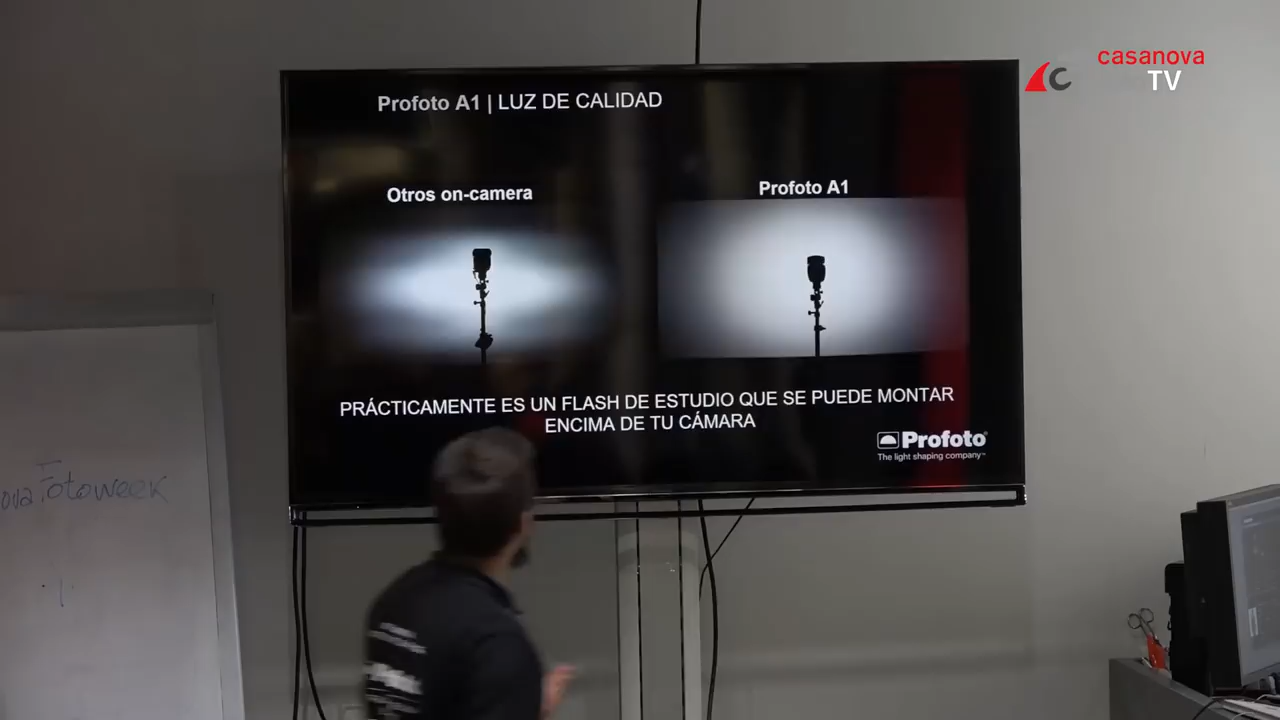 casanova
TV
Profoto A1 | LUZ DE CALIDAD
Otros on-camera
Profoto A1
PRÁCTICAMENTE ES UN FLASH DE ESTUDIO QUE SE PUEDE MONTAR
ENCIMA DE TU CÁMARA
Profoto
The light shaping company™
Fotoweek